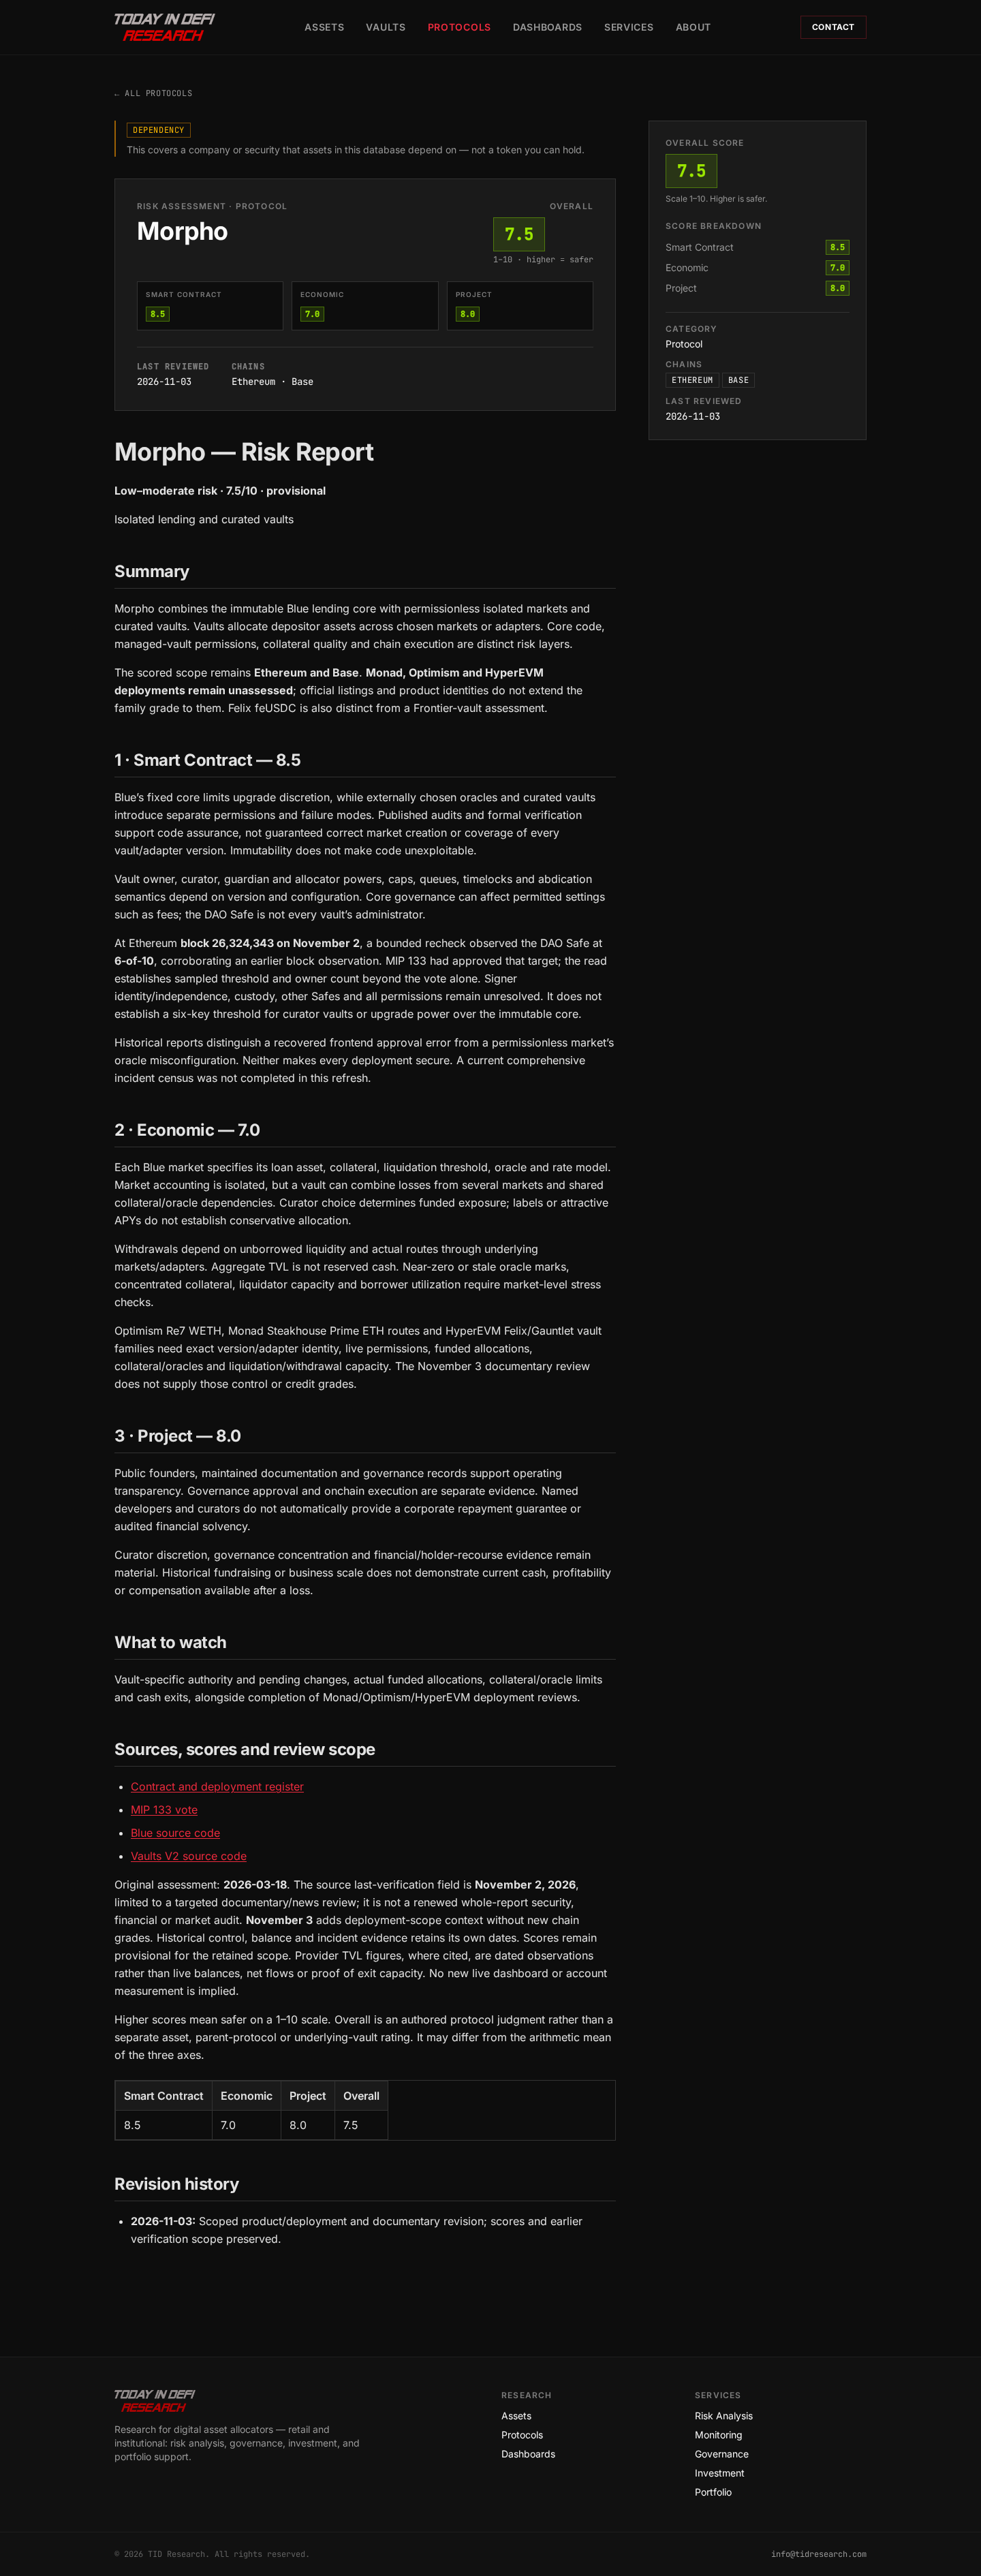 TODAY IN DEFI
RESEARCH
ASSETS VAULTS PROTOCOLS DASHBOARDS SERVICES ABOUT
CONTACT
← ALL PROTOCOLS
DEPENDENCY
This covers a company or security that assets in this database depend on — not a token you can hold.
RISK ASSESSMENT · PROTOCOL
Morpho
OVERALL
7.5
1–10 · higher = safer
SMART CONTRACT
8.5
ECONOMIC
7.0
PROJECT
8.0
LAST REVIEWED
2026-11-03
CHAINS
Ethereum · Base
OVERALL SCORE
7.5
Scale 1–10. Higher is safer.
SCORE BREAKDOWN
Smart Contract 8.5
Economic 7.0
Project 8.0
CATEGORY
Protocol
CHAINS
ETHEREUM BASE
LAST REVIEWED
2026-11-03
Morpho — Risk Report
Low–moderate risk · 7.5/10 · provisional
Isolated lending and curated vaults
Summary
Morpho combines the immutable Blue lending core with permissionless isolated markets and
curated vaults. Vaults allocate depositor assets across chosen markets or adapters. Core code,
managed-vault permissions, collateral quality and chain execution are distinct risk layers.
The scored scope remains Ethereum and Base. Monad, Optimism and HyperEVM
deployments remain unassessed; official listings and product identities do not extend the
family grade to them. Felix feUSDC is also distinct from a Frontier-vault assessment.
1 · Smart Contract — 8.5
Blue’s fixed core limits upgrade discretion, while externally chosen oracles and curated vaults
introduce separate permissions and failure modes. Published audits and formal verification
support code assurance, not guaranteed correct market creation or coverage of every
vault/adapter version. Immutability does not make code unexploitable.
Vault owner, curator, guardian and allocator powers, caps, queues, timelocks and abdication
semantics depend on version and configuration. Core governance can affect permitted settings
such as fees; the DAO Safe is not every vault’s administrator.
At Ethereum block 26,324,343 on November 2, a bounded recheck observed the DAO Safe at
6-of-10, corroborating an earlier block observation. MIP 133 had approved that target; the read
establishes sampled threshold and owner count beyond the vote alone. Signer
identity/independence, custody, other Safes and all permissions remain unresolved. It does not
establish a six-key threshold for curator vaults or upgrade power over the immutable core.
Historical reports distinguish a recovered frontend approval error from a permissionless market’s
oracle misconfiguration. Neither makes every deployment secure. A current comprehensive
incident census was not completed in this refresh.
2 · Economic — 7.0
Each Blue market specifies its loan asset, collateral, liquidation threshold, oracle and rate model.
Market accounting is isolated, but a vault can combine losses from several markets and shared
collateral/oracle dependencies. Curator choice determines funded exposure; labels or attractive
APYs do not establish conservative allocation.
Withdrawals depend on unborrowed liquidity and actual routes through underlying
markets/adapters. Aggregate TVL is not reserved cash. Near-zero or stale oracle marks,
concentrated collateral, liquidator capacity and borrower utilization require market-level stress
checks.
Optimism Re7 WETH, Monad Steakhouse Prime ETH routes and HyperEVM Felix/Gauntlet vault
families need exact version/adapter identity, live permissions, funded allocations,
collateral/oracles and liquidation/withdrawal capacity. The November 3 documentary review
does not supply those control or credit grades.
3 · Project — 8.0
Public founders, maintained documentation and governance records support operating
transparency. Governance approval and onchain execution are separate evidence. Named
developers and curators do not automatically provide a corporate repayment guarantee or
audited financial solvency.
Curator discretion, governance concentration and financial/holder-recourse evidence remain
material. Historical fundraising or business scale does not demonstrate current cash, profitability
or compensation available after a loss.
What to watch
Vault-specific authority and pending changes, actual funded allocations, collateral/oracle limits
and cash exits, alongside completion of Monad/Optimism/HyperEVM deployment reviews.
Sources, scores and review scope
• Contract and deployment register
• MIP 133 vote
• Blue source code
• Vaults V2 source code
Original assessment: 2026-03-18. The source last-verification field is November 2, 2026,
limited to a targeted documentary/news review; it is not a renewed whole-report security,
financial or market audit. November 3 adds deployment-scope context without new chain
grades. Historical control, balance and incident evidence retains its own dates. Scores remain
provisional for the retained scope. Provider TVL figures, where cited, are dated observations
rather than live balances, net flows or proof of exit capacity. No new live dashboard or account
measurement is implied.
Higher scores mean safer on a 1–10 scale. Overall is an authored protocol judgment rather than a
separate asset, parent-protocol or underlying-vault rating. It may differ from the arithmetic mean
of the three axes.
Smart Contract Economic Project Overall
8.5 7.0 8.0 7.5
Revision history
• 2026-11-03: Scoped product/deployment and documentary revision; scores and earlier
verification scope preserved.
TODAY IN DEFI
RESEARCH
Research for digital asset allocators — retail and
institutional: risk analysis, governance, investment, and
portfolio support.
RESEARCH
Assets
Protocols
Dashboards
SERVICES
Risk Analysis
Monitoring
Governance
Investment
Portfolio
© 2026 TID Research. All rights reserved.
info@tidresearch.com